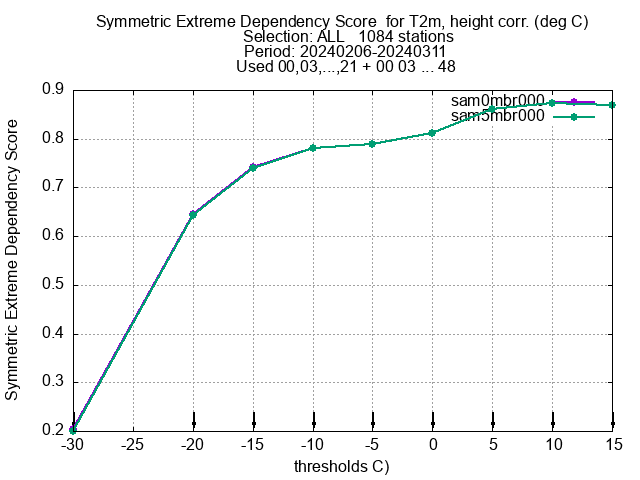 Symmetric Extreme Dependency Score  for T2m, height corr. (deg C)
Selection: ALL   1084 stations
Period: 20240206-20240311
Used 00,03,...,21 + 00 03 ... 48
Symmetric Extreme Dependency Score
0.9
0.8
0.7
0.6
0.5
0.4
0.3
0.2
sam0mbr000
sam5mbr000
-30
-25
-20
-15
-10
-5
0
5
10
15
thresholds C)